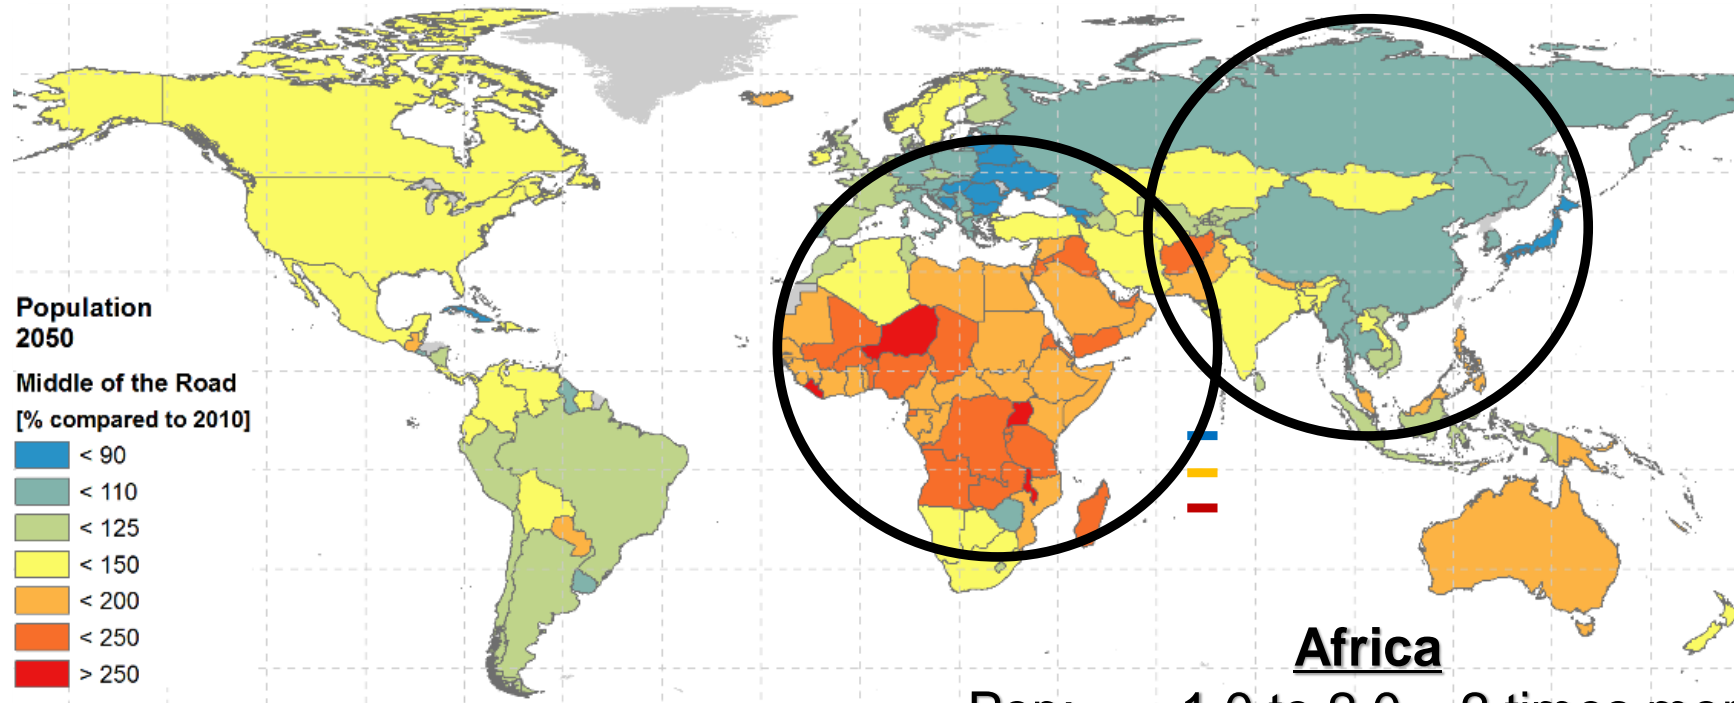 Population
2050
Middle of the Road
[% compared to 2010]
< 90
< 110
< 125
< 150
< 200
< 250
> 250
Africa